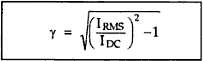 γ = √((I_RMS / I_DC)² −1)